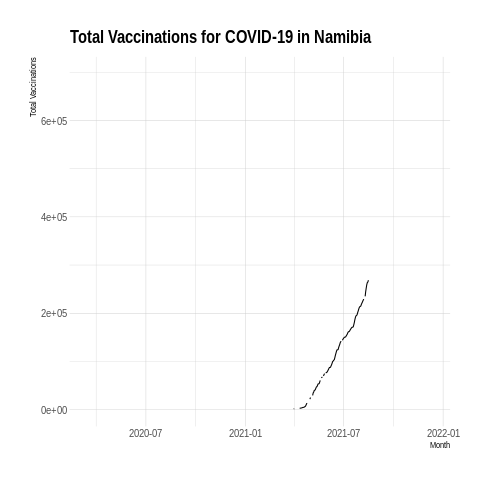 Total Vaccinations for COVID-19 in Namibia
Total Vaccinations
6e+05
4e+05
2e+05
0e+00
2020-07
2021-01
2021-07
2022-01
Month